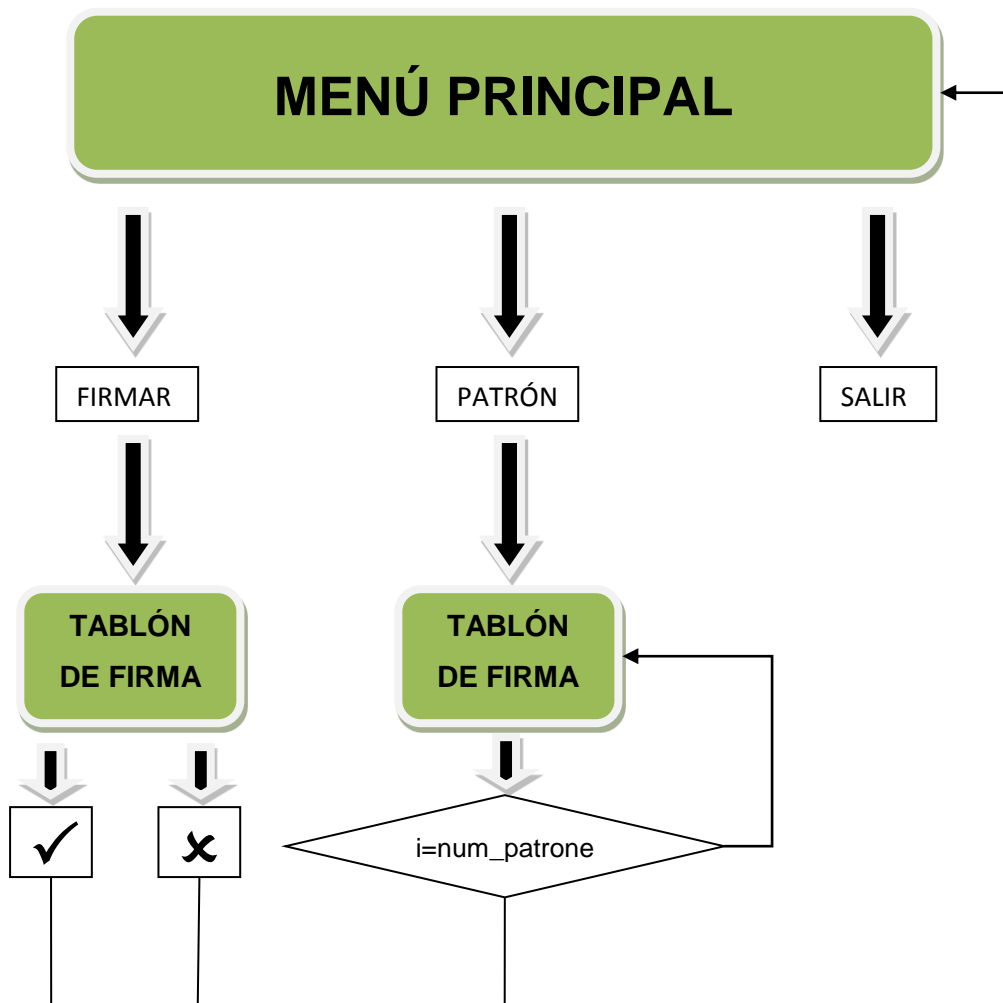 MENÚ PRINCIPAL
FIRMAR
PATRÓN
SALIR
TABLÓN
DE FIRMA
TABLÓN
DE FIRMA
i=num_patrone